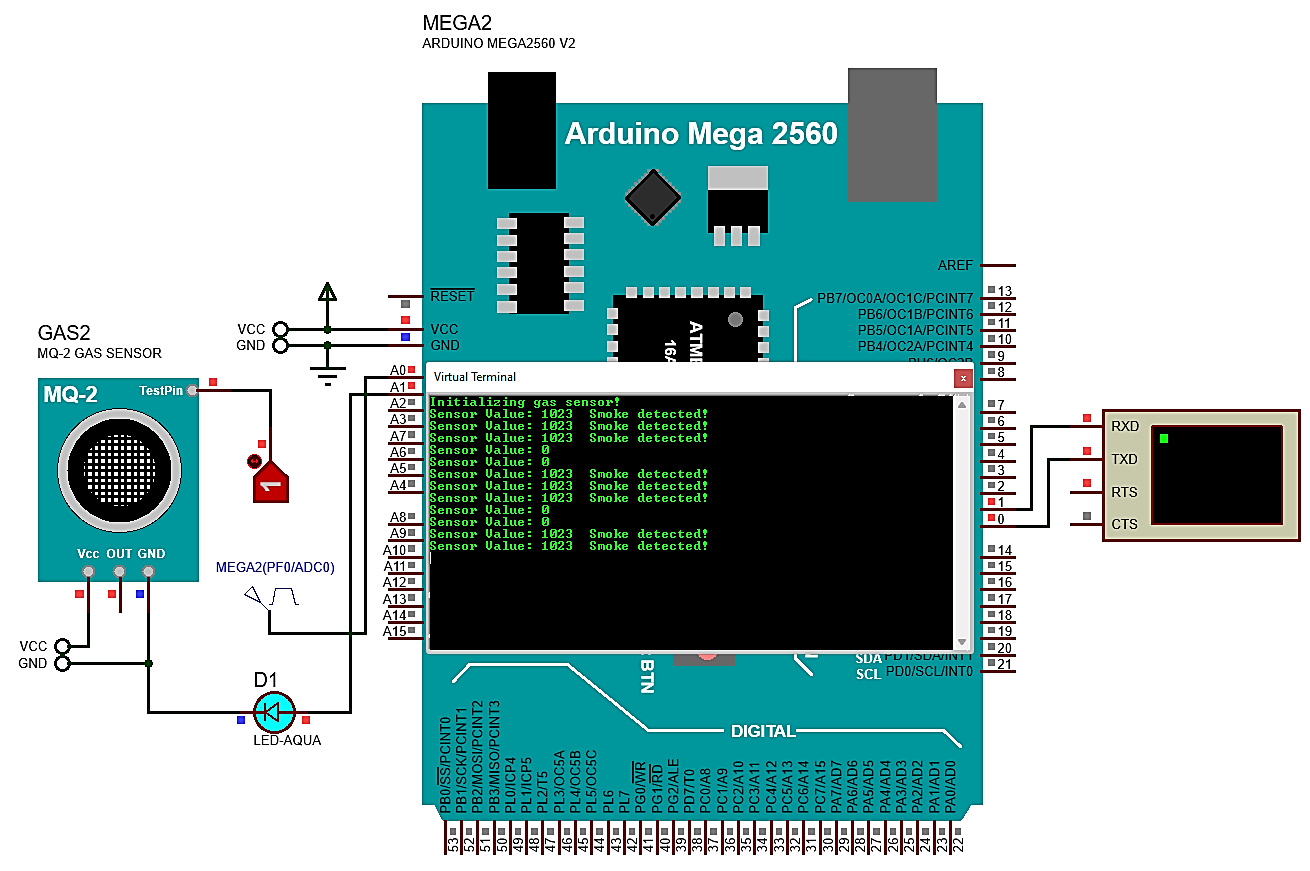 MEGA2
ARDUINO MEGA2560 V2
Arduino Mega 2560
AREF
RESET
VCC
GND
VCC
GND
PB7/OC0A/OC1C/PCINT7
13
PB6/OC1B/PCINT6
12
PB5/OC1A/PCINT5
11
PB4/OC2A/PCINT4
10
9
8
7
6
5
4
3
2
1
0
14
15
16
17
18
19
20
21
GAS2
MQ-2 GAS SENSOR
MQ-2
TestPin
1
Vcc OUT GND
VCC
GND
MEGA2(PF0/ADC0)
D1
LED-AQUA
A0
A1
A2
A3
A7
A6
A5
A4
A8
A9
A10
A11
A12
A13
A14
A15
Virtual Terminal
Initializing gas sensor!
Sensor Value: 1023 Smoke detected!
Sensor Value: 1023 Smoke detected!
Sensor Value: 1023 Smoke detected!
Sensor Value: 0
Sensor Value: 0
Sensor Value: 1023 Smoke detected!
Sensor Value: 1023 Smoke detected!
Sensor Value: 1023 Smoke detected!
Sensor Value: 0
Sensor Value: 0
Sensor Value: 1023 Smoke detected!
Sensor Value: 1023 Smoke detected!
RXD
TXD
RTS
CTS
SDA PD1/SDA/INT1
SCL PD0/SCL/INT0
BTN
DIGITAL
PB0/SS/PCINT0
PB1/SCK/PCINT1
PB2/MOSI/PCINT2
PB3/MISO/PCINT3
PL0/ICP4
PL1/ICP5
PL2/T5
PL3/OC5A
PL4/OC5B
PL5/OC5C
PL6
PL7
PG0/WR
PG1/RD
PG2/ALE
PD7/T0
PC0/A8
PC1/A9
PC2/A10
PC3/A11
PC4/A12
PC5/A13
PC6/A14
PC7/A15
PA7/AD7
PA6/AD6
PA5/AD5
PA4/AD4
PA3/AD3
PA2/AD2
PA1/AD1
PA0/AD0
53
52
51
50
49
48
47
46
45
44
43
42
41
40
39
38
37
36
35
34
33
32
31
30
29
28
27
26
25
24
23
22